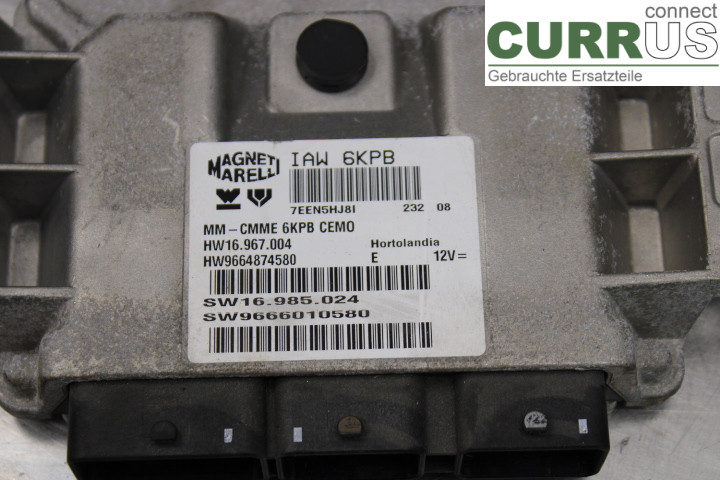 connect
CURRUS
Gebrauchte Ersatzteile
MAGNETI
MARELLI
IAW 6KPB
7EEN5HJ8I 232 08
MM-CMME 6KPB CEMO
HW16.967.004 Hortolandia
HW9664874580 E 12V=
SW16.985.024
SW9666010580